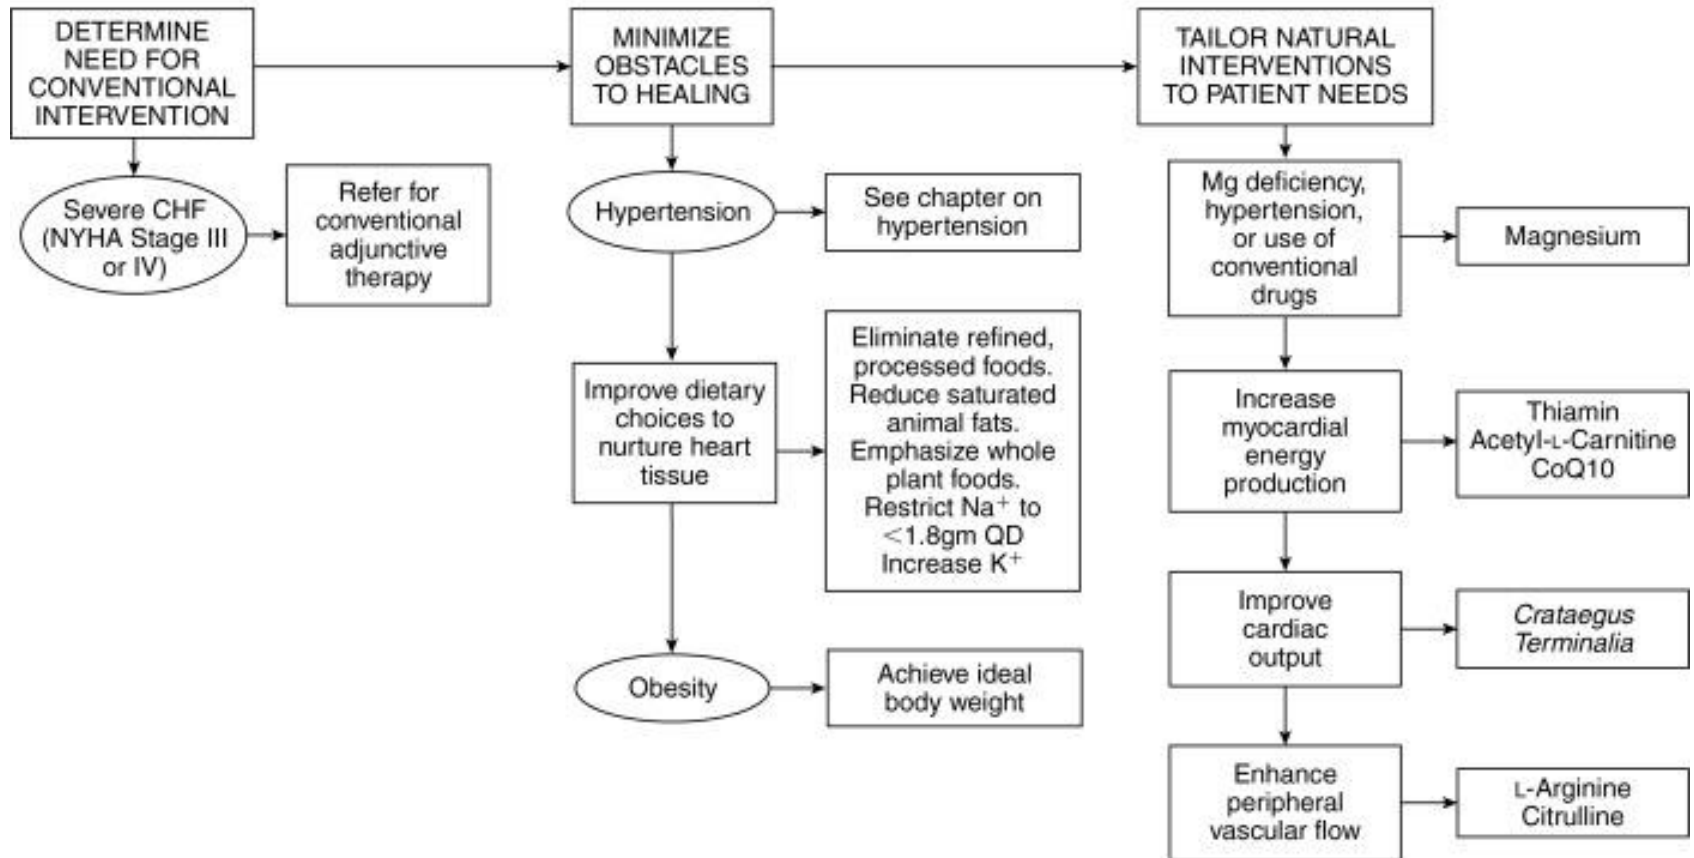 DETERMINE
NEED FOR
CONVENTIONAL
INTERVENTION
Severe CHF
(NYHA Stage III
or IV)
Refer for
conventional
adjunctive
therapy
MINIMIZE
OBSTACLES
TO HEALING
Hypertension
See chapter on
hypertension
Improve dietary
choices to
nurture heart
tissue
Eliminate refined,
processed foods.
Reduce saturated
animal fats.
Emphasize whole
plant foods.
Restrict Na⁺ to
<1.8gm QD
Increase K⁺
Obesity
Achieve ideal
body weight
TAILOR NATURAL
INTERVENTIONS
TO PATIENT NEEDS
Mg deficiency,
hypertension,
or use of
conventional
drugs
Magnesium
Increase
myocardial
energy
production
Thiamin
Acetyl-L-Carnitine
CoQ10
Improve
cardiac
output
Crataegus
Terminalia
Enhance
peripheral
vascular flow
L-Arginine
Citrulline